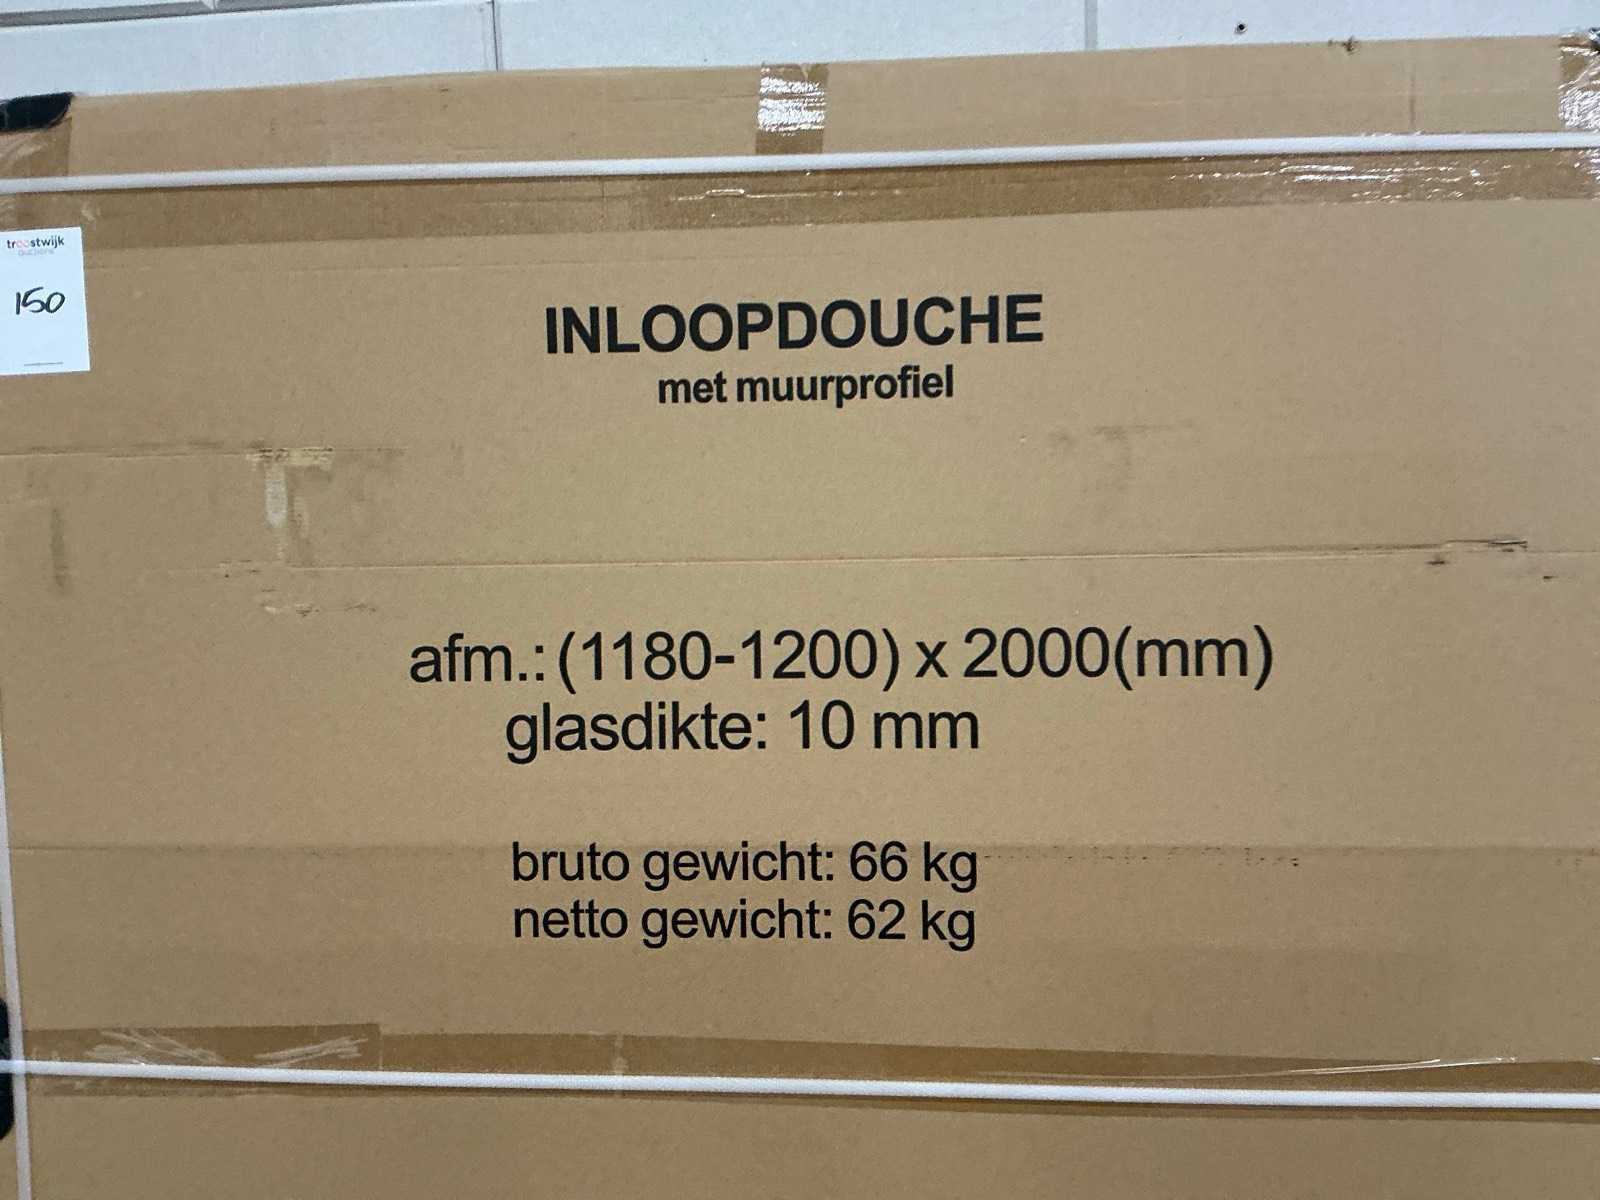 troostwijk
auctions
150
INLOOPDOUCHE
met muurprofiel
afm.: (1180-1200) x 2000(mm)
glasdikte: 10 mm
bruto gewicht: 66 kg
netto gewicht: 62 kg